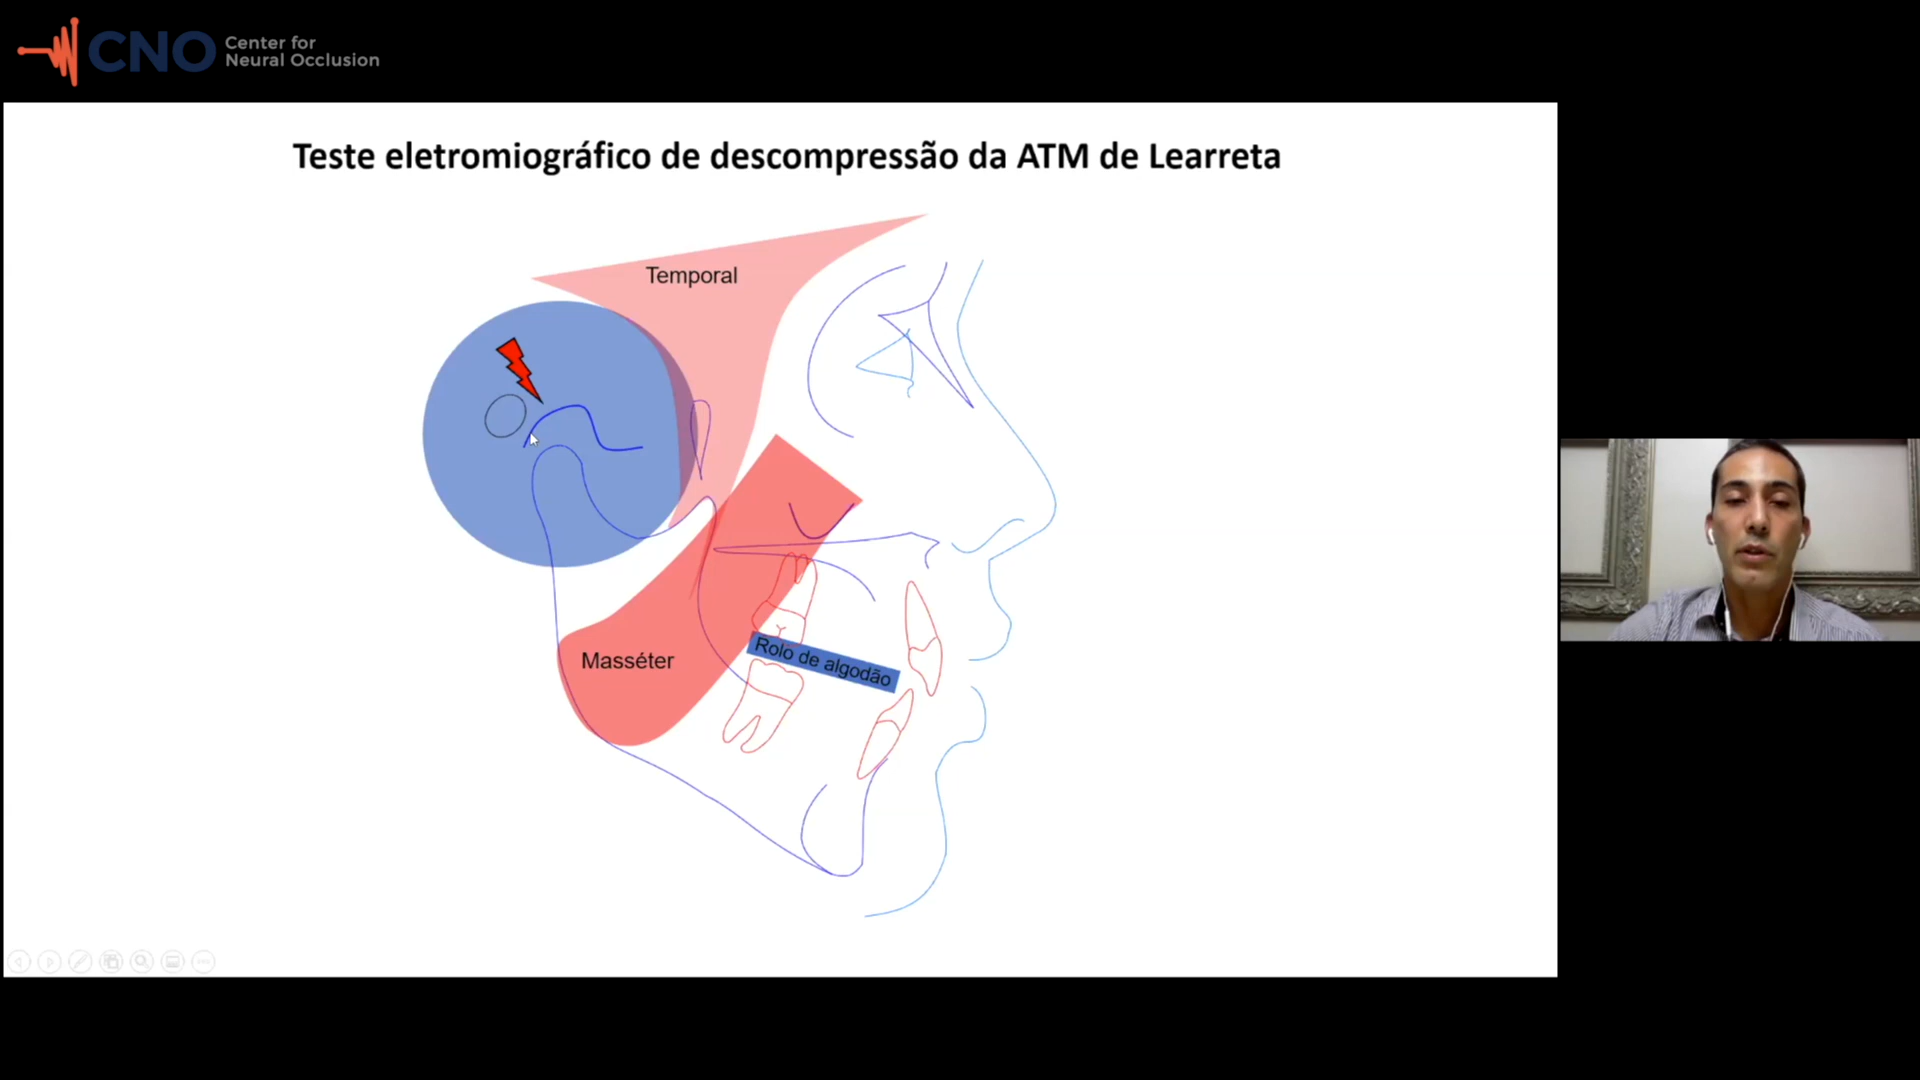 CNO
Center for
Neural Occlusion
Teste eletromiográfico de descompressão da ATM de Learreta
Temporal
Masséter
Rolo de algodão